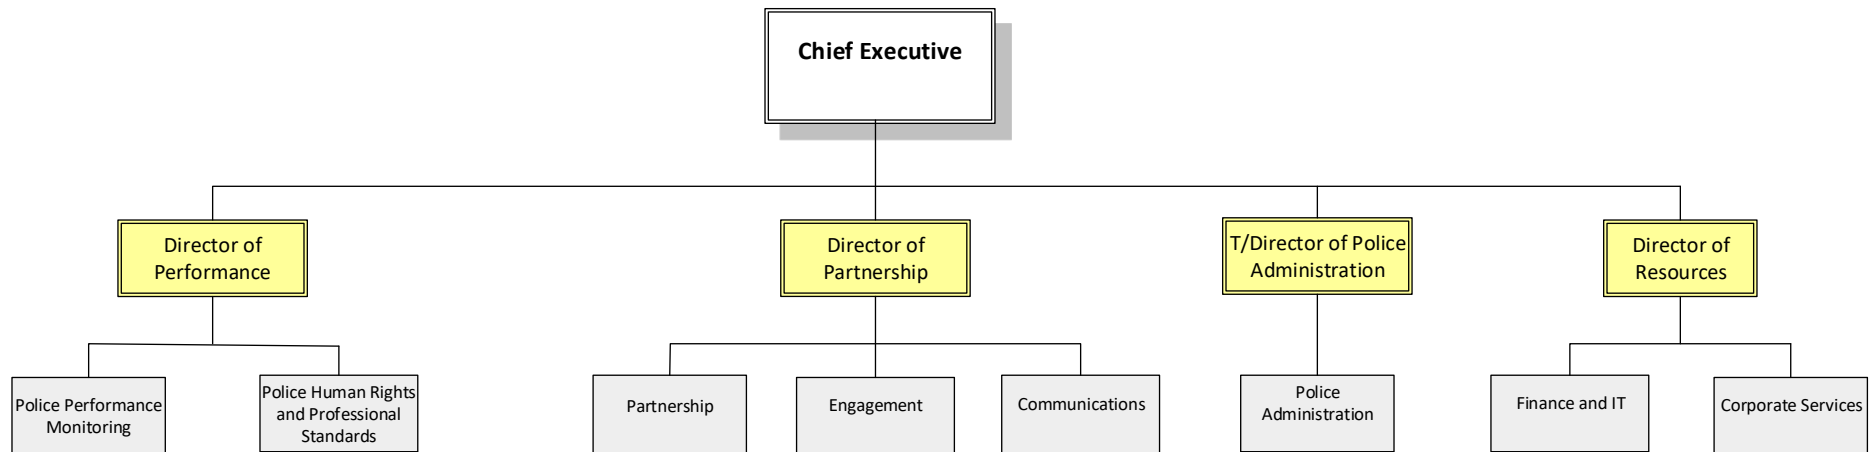 Chief Executive
Director of
Performance
Director of
Partnership
T/Director of Police
Administration
Director of
Resources
Police Performance
Monitoring
Police Human Rights
and Professional
Standards
Partnership
Engagement
Communications
Police
Administration
Finance and IT
Corporate Services